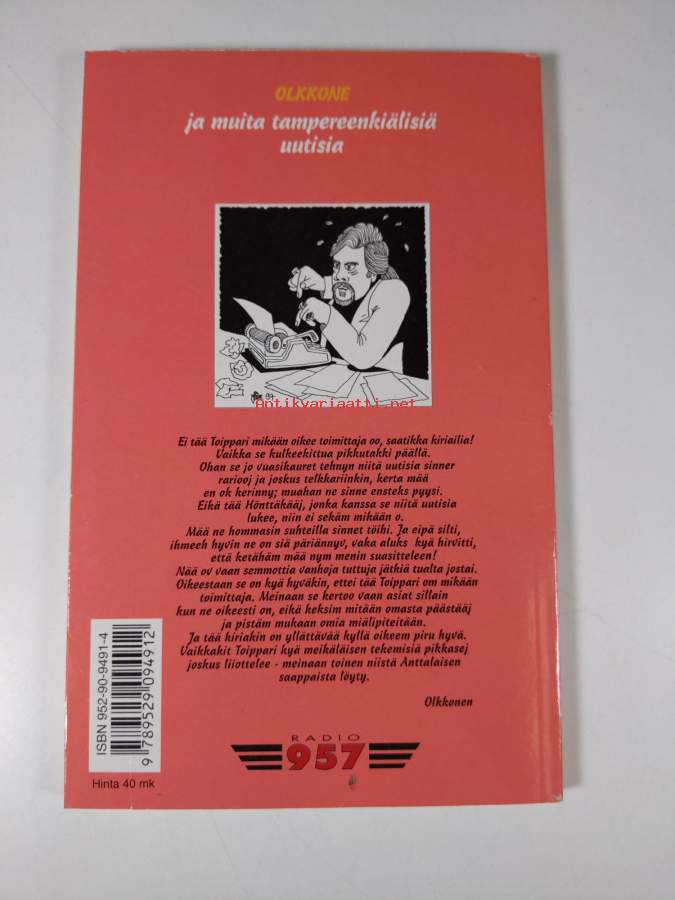 OLKKONE
ja muita tampereenkiälisiä
uutisia
97
Antikvariaatti.net
Ei tää Toippari mikään oikee toimittaja oo, saatikka kiriailia!
Vaikka se kulkeekittua pikkutakki päällä.
Ohan se jo vuasikauret tehnyn niitä uutisia sinner
rariooj ja joskus telkkariinkin, kerta mää
en ok kerinny; muahan ne sinne ensteks pyysi.
Eikä tää Hönttäkääj, jonka kanssa se niitä uutisia
lukee, niin ei sekäm mikään o.
Mää ne hommasin suhteilla sinnet töihi. Ja eipä silti,
ihmeeh hyvin ne on siä päriännyv, vaka aluks kyä hirvitti,
että ketähäm mää nym menin suasitteleen!
Nää ov vaan semmottia vanhoja tuttuja jätkiä tualta jostai.
Oikeestaan se on kyä hyväkin, ettei tää Toippari om mikään
toimittaja. Meinaan se kertoo vaan asiat sillain
kun ne oikeesti on, eikä keksim mitään omasta päästääj
ja pistäm mukaan omia miälipiteitään.
Ja tää kiriakin on yllättävää kyllä oikeem piru hyvä.
Vaikkakit Toippari kyä meikäläisen tekemisiä pikkasej
joskus liiottelee - meinaan toinen niistä Anttalaisen
saappaista löyty.
Olkkonen
RADIO
957
ISBN 952-90-9491-4
9 789529 094912
Hinta 40 mk